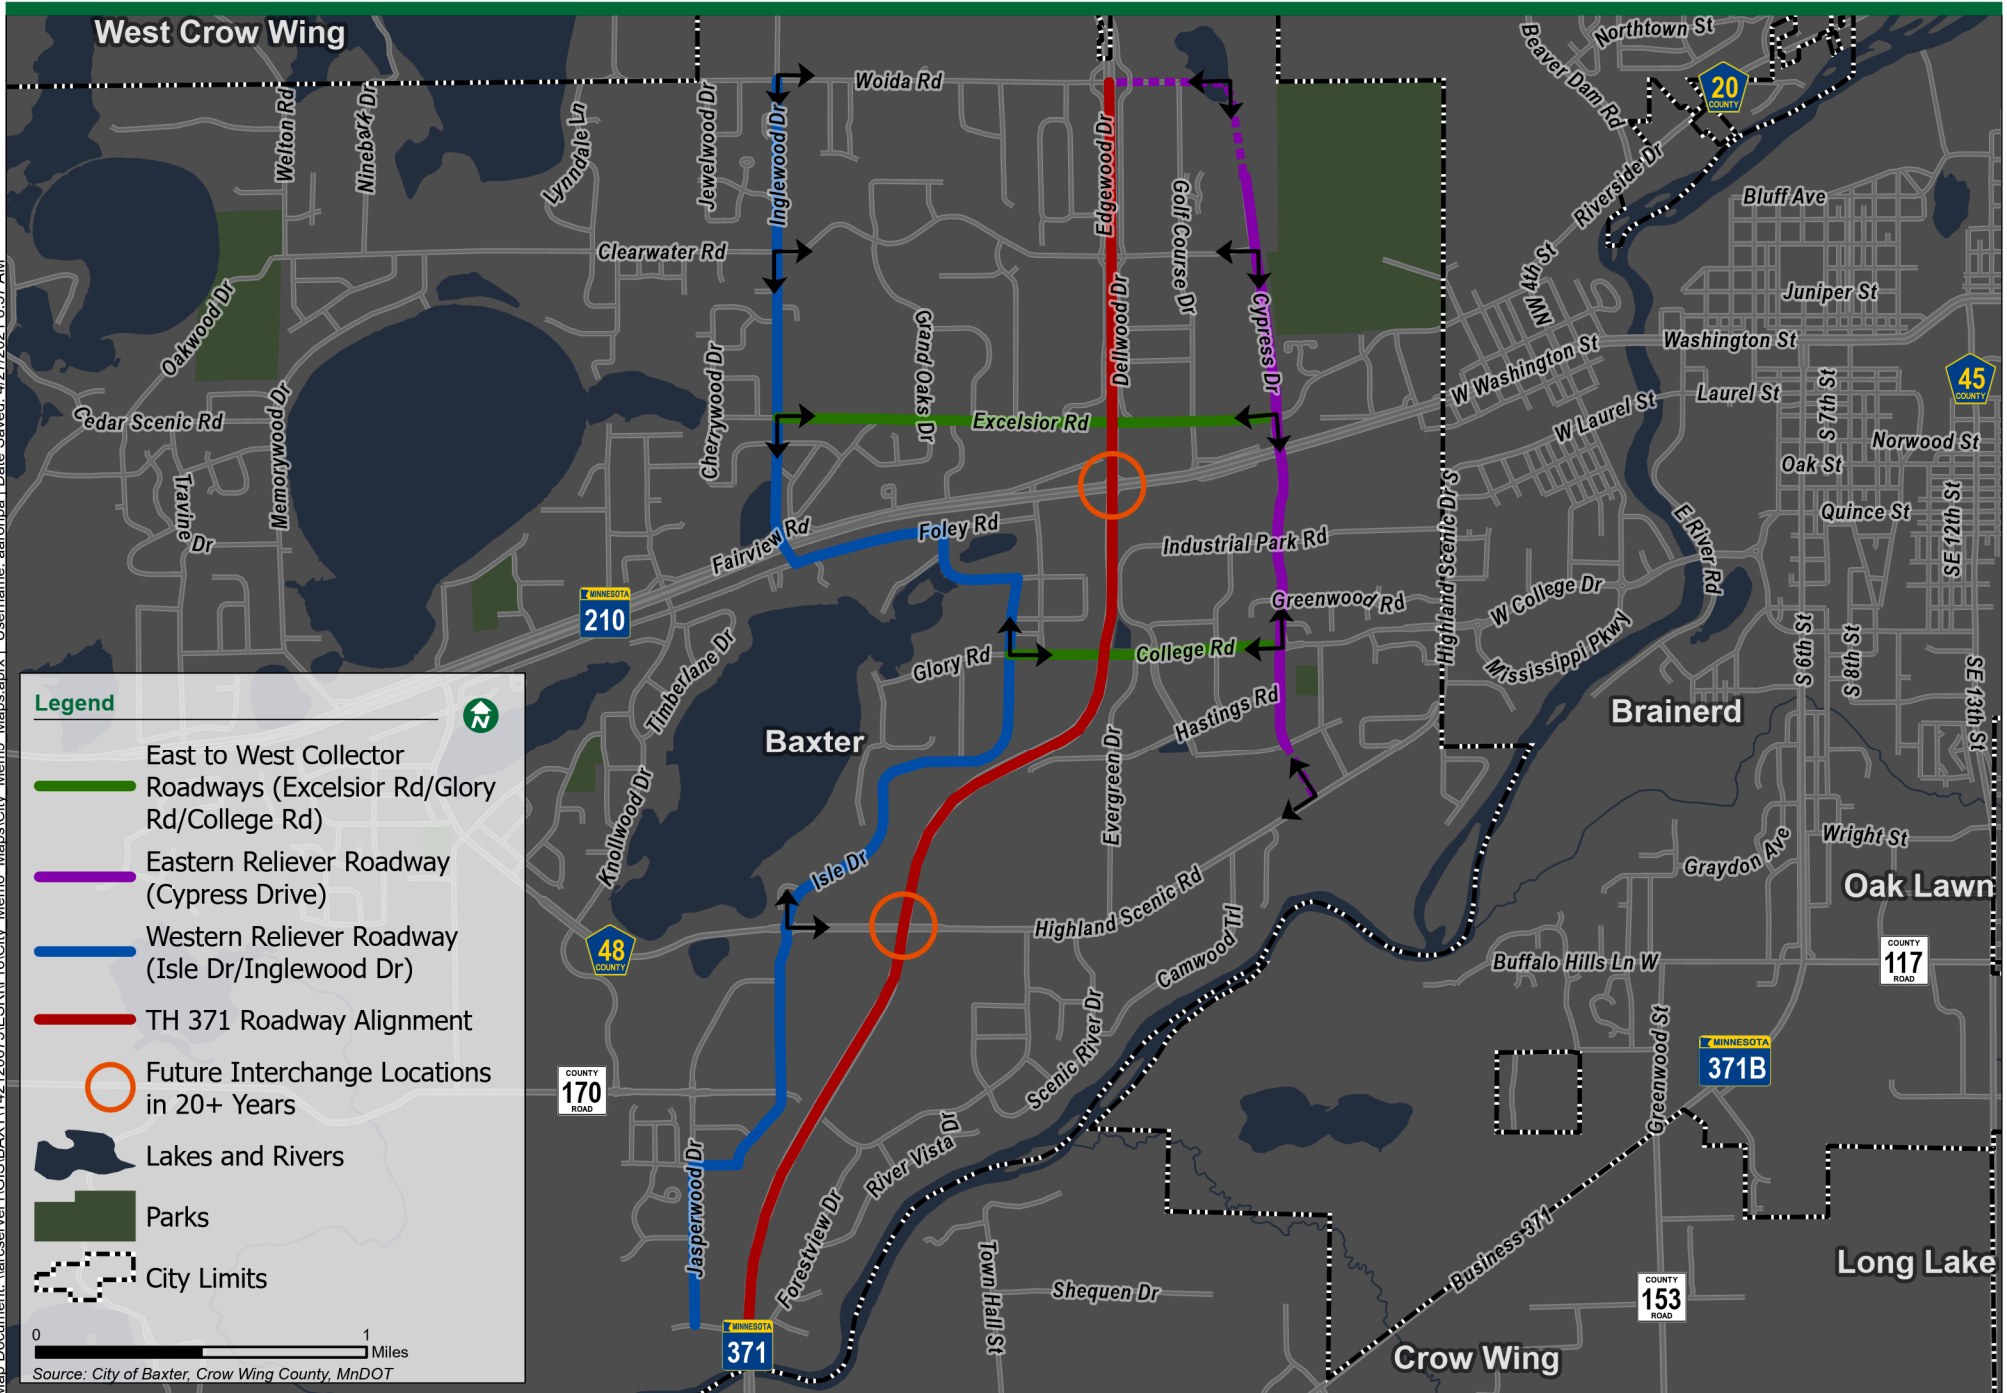 West Crow Wing
Northtown St
Beaver Dam Rd
20
COUNTY
Woida Rd
Welton Rd
Nineback Dr
Lynndale Ln
Jewelwood Dr
Inglewood Dr
Edgewood Dr
Golf Course Dr
Riverside Dr
Bluff Ave
Clearwater Rd
4th St
MN
Juniper St
Oakwood Dr
Grand Oaks Dr
Dellwood Dr
Cypress Dr
W Washington St
Washington St
45
COUNTY
Cherrywood Dr
Laurel St
S 7th St
Cedar Scenic Rd
Memorywood Dr
Excelsior Rd
W Laurel St
Norwood St
Oak St
Travine Dr
Fairview Rd
Foley Rd
Industrial Park Rd
Highland Scenic Dr S
E River Rd
Quince St
SE 12th St
MINNESOTA
210
Greenwood Rd
W College Dr
Timberlane Dr
Glory Rd
College Rd
Mississippi Pkwy
S 6th St
S 8th St
SE 13th St
Hastings Rd
Brainerd
Baxter
Evergreen Dr
Knollwood Dr
Isle Dr
Graydon Ave
Wright St
Oak Lawn
Highland Scenic Rd
Camwood Trl
48
COUNTY
Buffalo Hills Ln W
COUNTY
117
ROAD
Scenic River Dr
Greenwood St
MINNESOTA
371B
COUNTY
170
ROAD
Jasperwood Dr
River Vista Dr
Forestview Dr
Town Hall St
Shequen Dr
Business 371
COUNTY
153
ROAD
Long Lake
MINNESOTA
371
Crow Wing
Legend
N
East to West Collector
Roadways (Excelsior Rd/Glory
Rd/College Rd)
Eastern Reliever Roadway
(Cypress Drive)
Western Reliever Roadway
(Isle Dr/Inglewood Dr)
TH 371 Roadway Alignment
Future Interchange Locations
in 20+ Years
Lakes and Rivers
Parks
City Limits
0 1
Miles
Source: City of Baxter, Crow Wing County, MnDOT